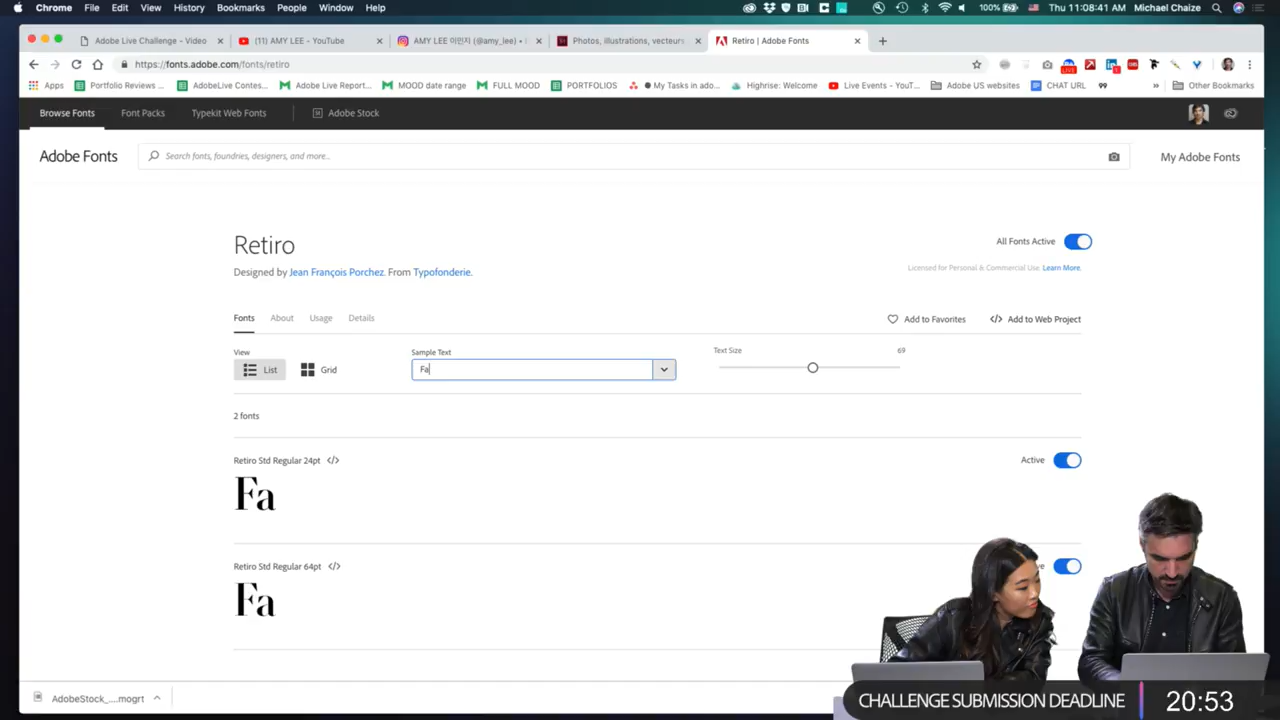 Chrome File Edit View History Bookmarks People Window Help 100% Thu 11:08:41 AM Michael Chaize
Adobe Live Challenge - Video (11) AMY LEE - YouTube AMY LEE 이민자 (@amy_lee) • Photos, illustrations, vecteurs Retiro | Adobe Fonts
https://fonts.adobe.com/fonts/retiro
Apps Portfolio Reviews ... AdobeLive Contes... Adobe Live Report... MOOD date range FULL MOOD PORTFOLIOS My Tasks in ado... Highrise: Welcome Live Events - YouT... Adobe US websites CHAT URL » Other Bookmarks
Browse Fonts Font Packs Typekit Web Fonts Adobe Stock
Adobe Fonts Search fonts, foundries, designers, and more... My Adobe Fonts
Retiro
All Fonts Active
Designed by Jean François Porchez. From Typofonderie.
Licensed for Personal & Commercial Use. Learn More.
Fonts About Usage Details Add to Favorites </> Add to Web Project
View Sample Text Text Size 69
List Grid Fa
2 fonts
Retiro Std Regular 24pt </> Active
Fa
Retiro Std Regular 64pt </>
Fa
AdobeStock_....mogrt
CHALLENGE SUBMISSION DEADLINE 20:53